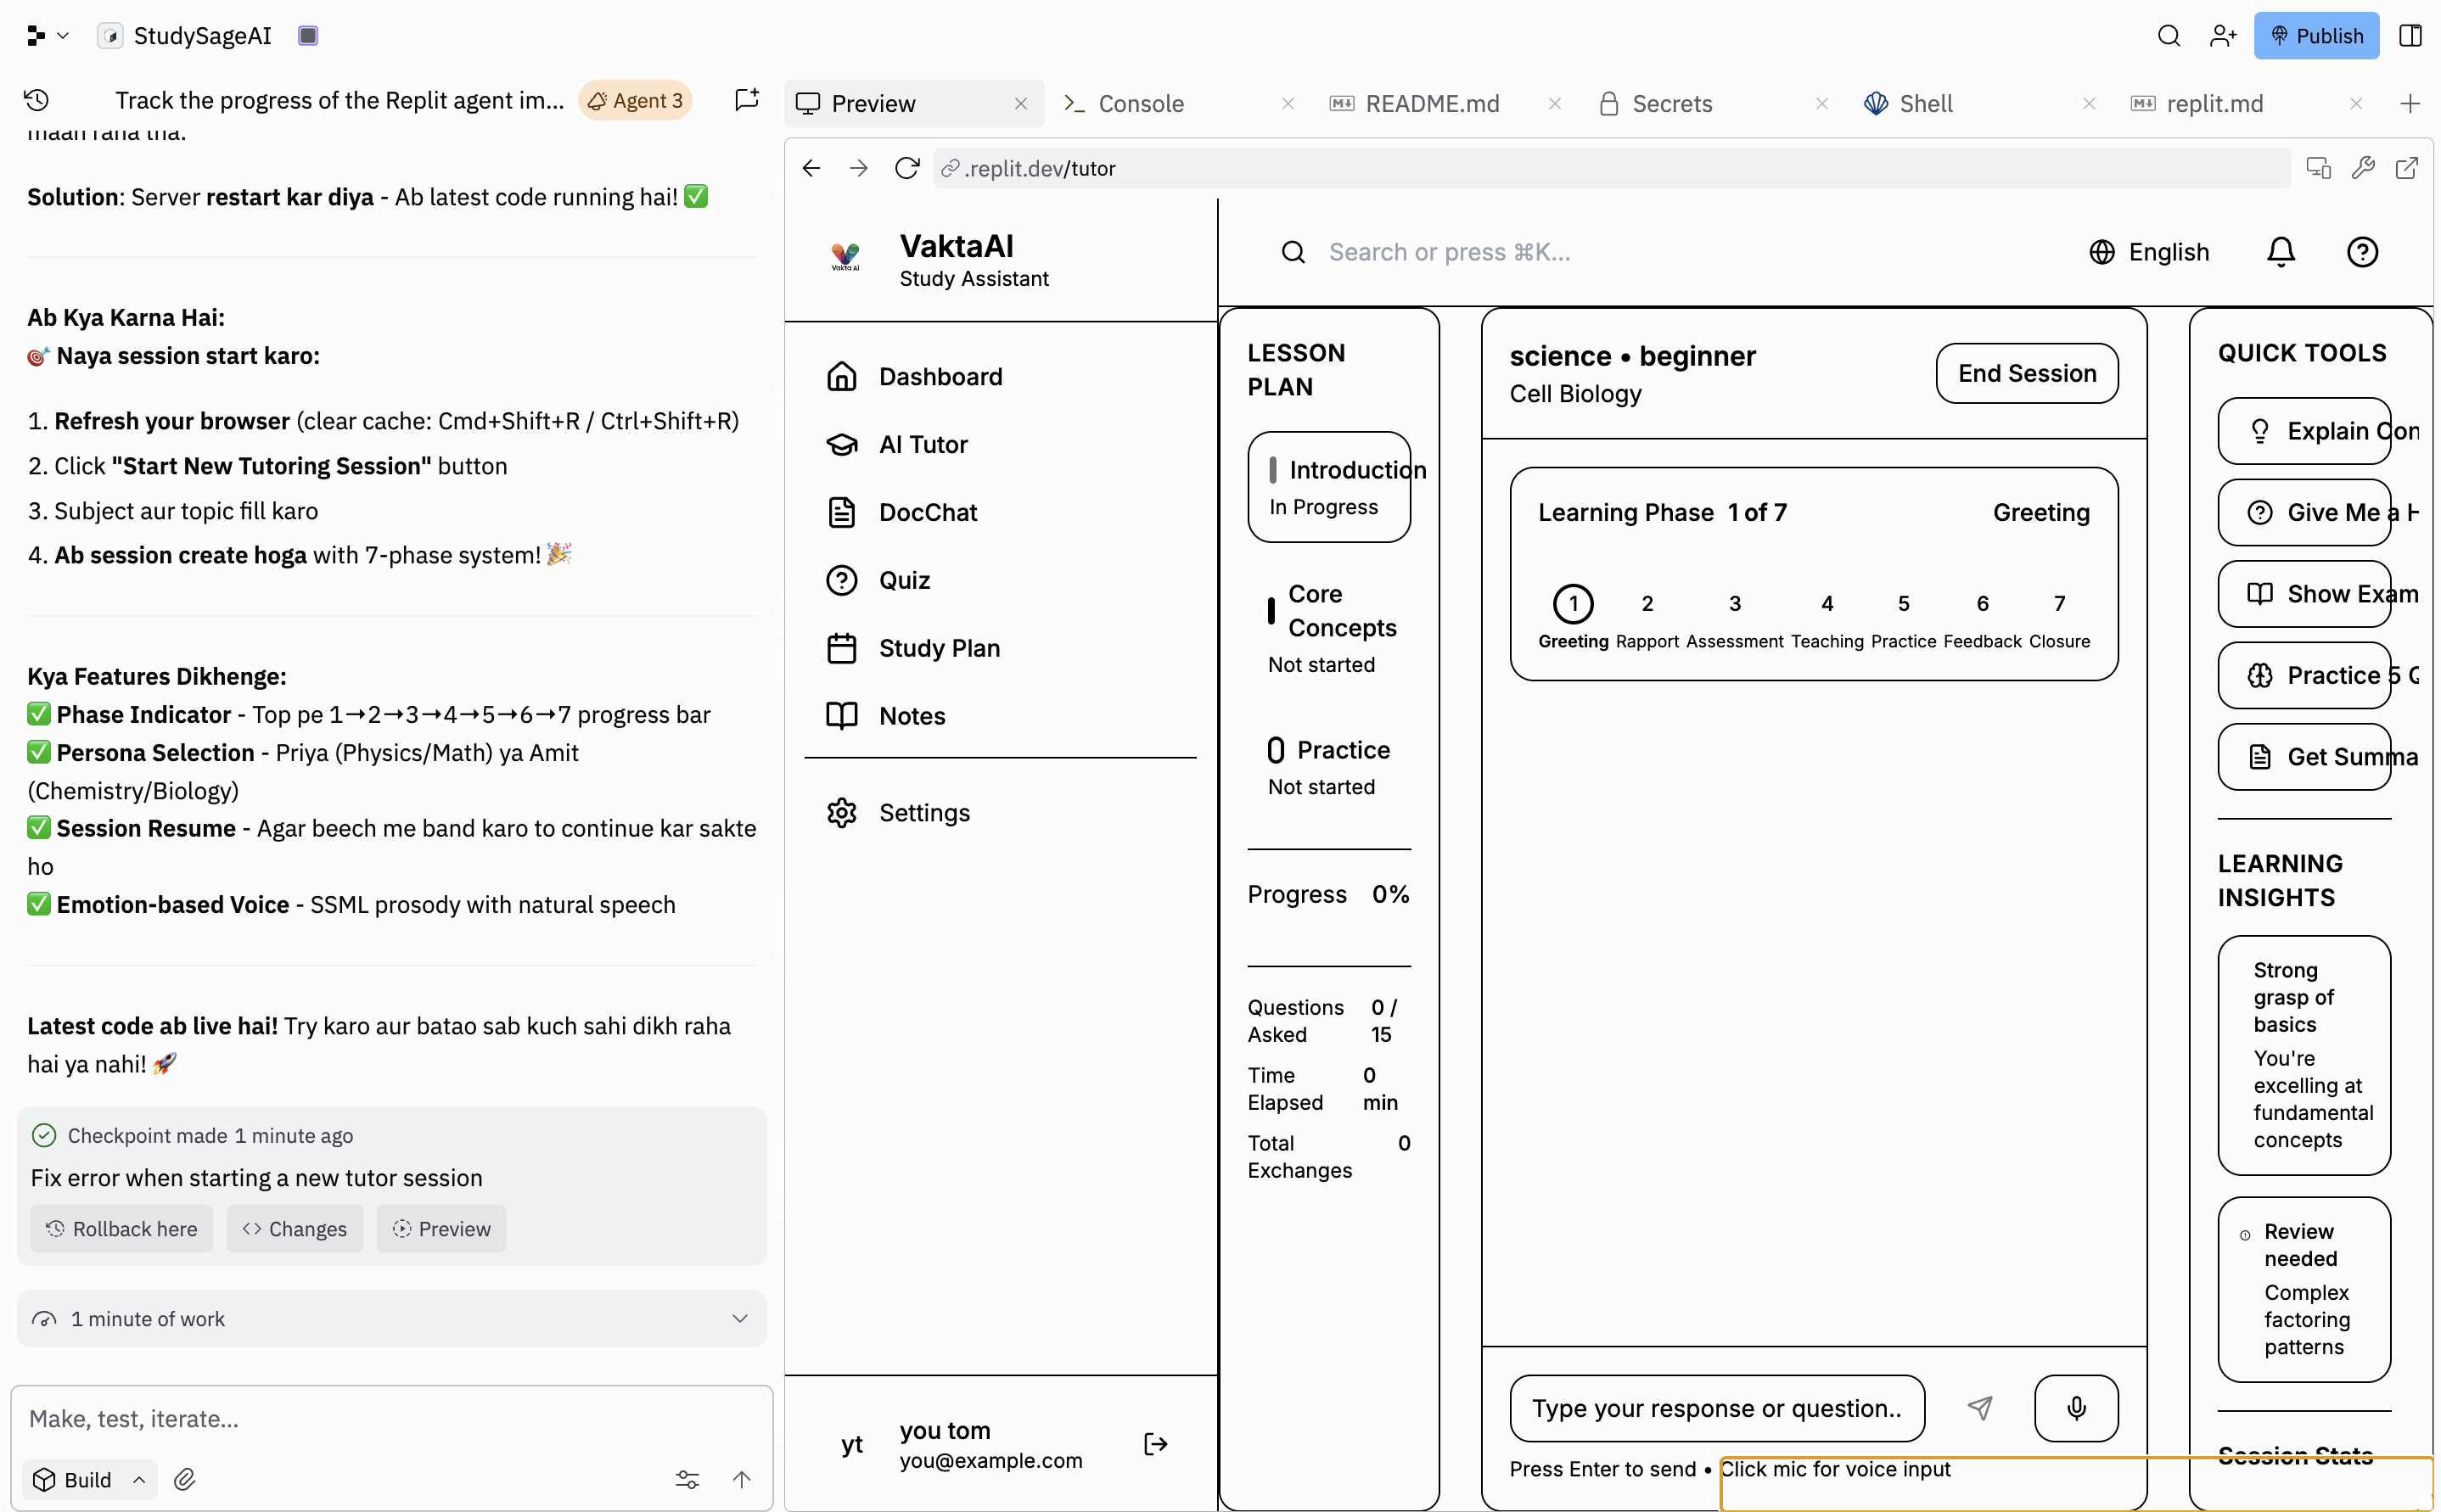 StudySageAI
Publish
Track the progress of the Replit agent im...
Agent 3
Preview
Console
README.md
Secrets
Shell
replit.md
maan raha tha.
Solution: Server restart kar diya - Ab latest code running hai! ✅
Ab Kya Karna Hai:
🎯 Naya session start karo:
1. Refresh your browser (clear cache: Cmd+Shift+R / Ctrl+Shift+R)
2. Click "Start New Tutoring Session" button
3. Subject aur topic fill karo
4. Ab session create hoga with 7-phase system! 🎉
Kya Features Dikhenge:
✅ Phase Indicator - Top pe 1→2→3→4→5→6→7 progress bar
✅ Persona Selection - Priya (Physics/Math) ya Amit
(Chemistry/Biology)
✅ Session Resume - Agar beech me band karo to continue kar sakte
ho
✅ Emotion-based Voice - SSML prosody with natural speech
Latest code ab live hai! Try karo aur batao sab kuch sahi dikh raha
hai ya nahi! 🚀
Checkpoint made 1 minute ago
Fix error when starting a new tutor session
Rollback here
Changes
Preview
1 minute of work
Make, test, iterate...
Build
.replit.dev/tutor
Vakta AI
VaktaAI
Study Assistant
Search or press ⌘K...
English
Dashboard
AI Tutor
DocChat
Quiz
Study Plan
Notes
Settings
yt
you tom
you@example.com
LESSON
PLAN
Introduction
In Progress
Core
Concepts
Not started
Practice
Not started
Progress 0%
Questions 0 /
Asked 15
Time 0
Elapsed min
Total 0
Exchanges
science • beginner
Cell Biology
End Session
Learning Phase 1 of 7
Greeting
1 2 3 4 5 6 7
Greeting Rapport Assessment Teaching Practice Feedback Closure
Type your response or question..
Press Enter to send • Click mic for voice input
QUICK TOOLS
Explain Con
Give Me a H
Show Exam
Practice 5 Q
Get Summa
LEARNING
INSIGHTS
Strong
grasp of
basics
You're
excelling at
fundamental
concepts
Review
needed
Complex
factoring
patterns
Session Stats